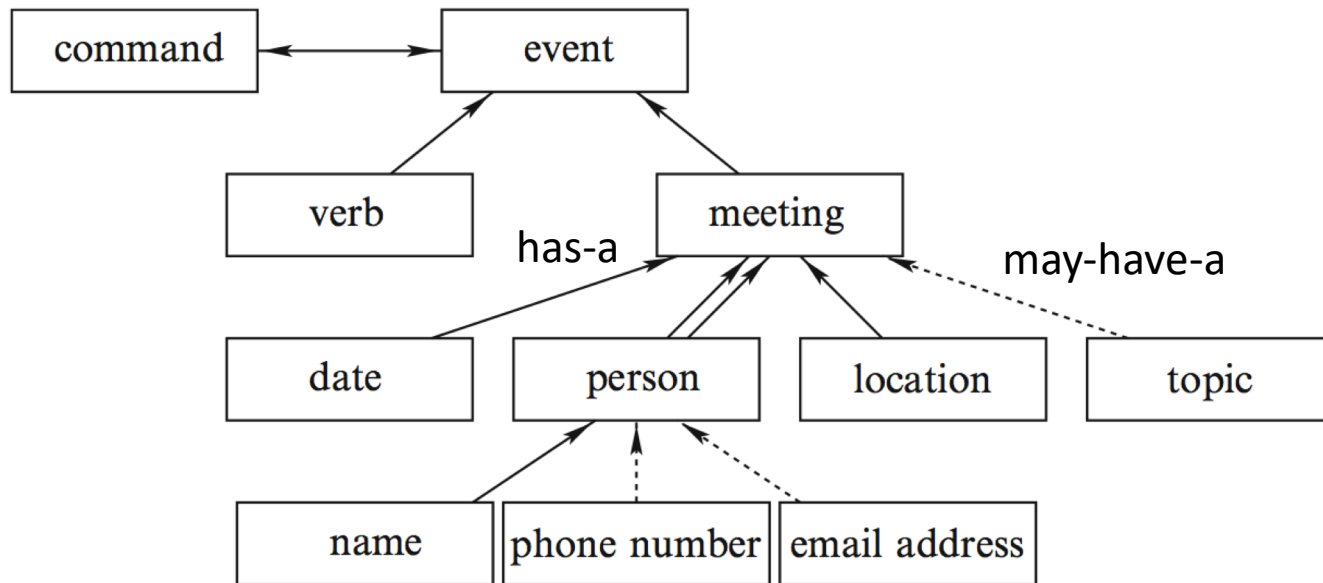 command
event
verb
meeting
has-a
may-have-a
date
person
location
topic
name
phone number
email address